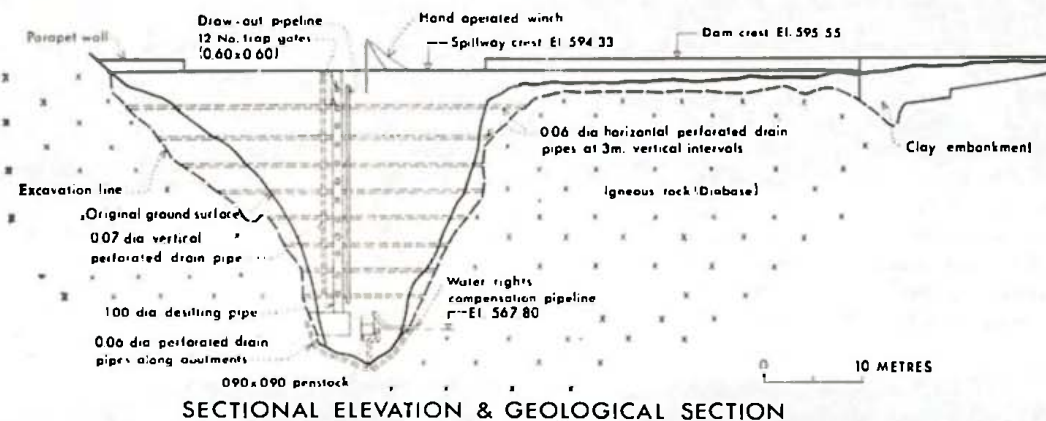 Parapet wall
Draw-out pipeline
12 No. trap gates
(0.60x0.60)
Hand operated winch
Spillway crest El. 594.33
Dam crest El. 595.55
0.06 dia horizontal perforated drain
pipes at 3m. vertical intervals
Clay embankment
Excavation line
Igneous rock (Diabase)
Original ground surface
0.07 dia vertical
perforated drain pipe
Water rights
compensation pipeline
El. 567.80
1.00 dia desilting pipe
0.06 dia perforated drain
pipes along abutments
0.90x0.90 penstock
0
10 METRES
SECTIONAL ELEVATION & GEOLOGICAL SECTION